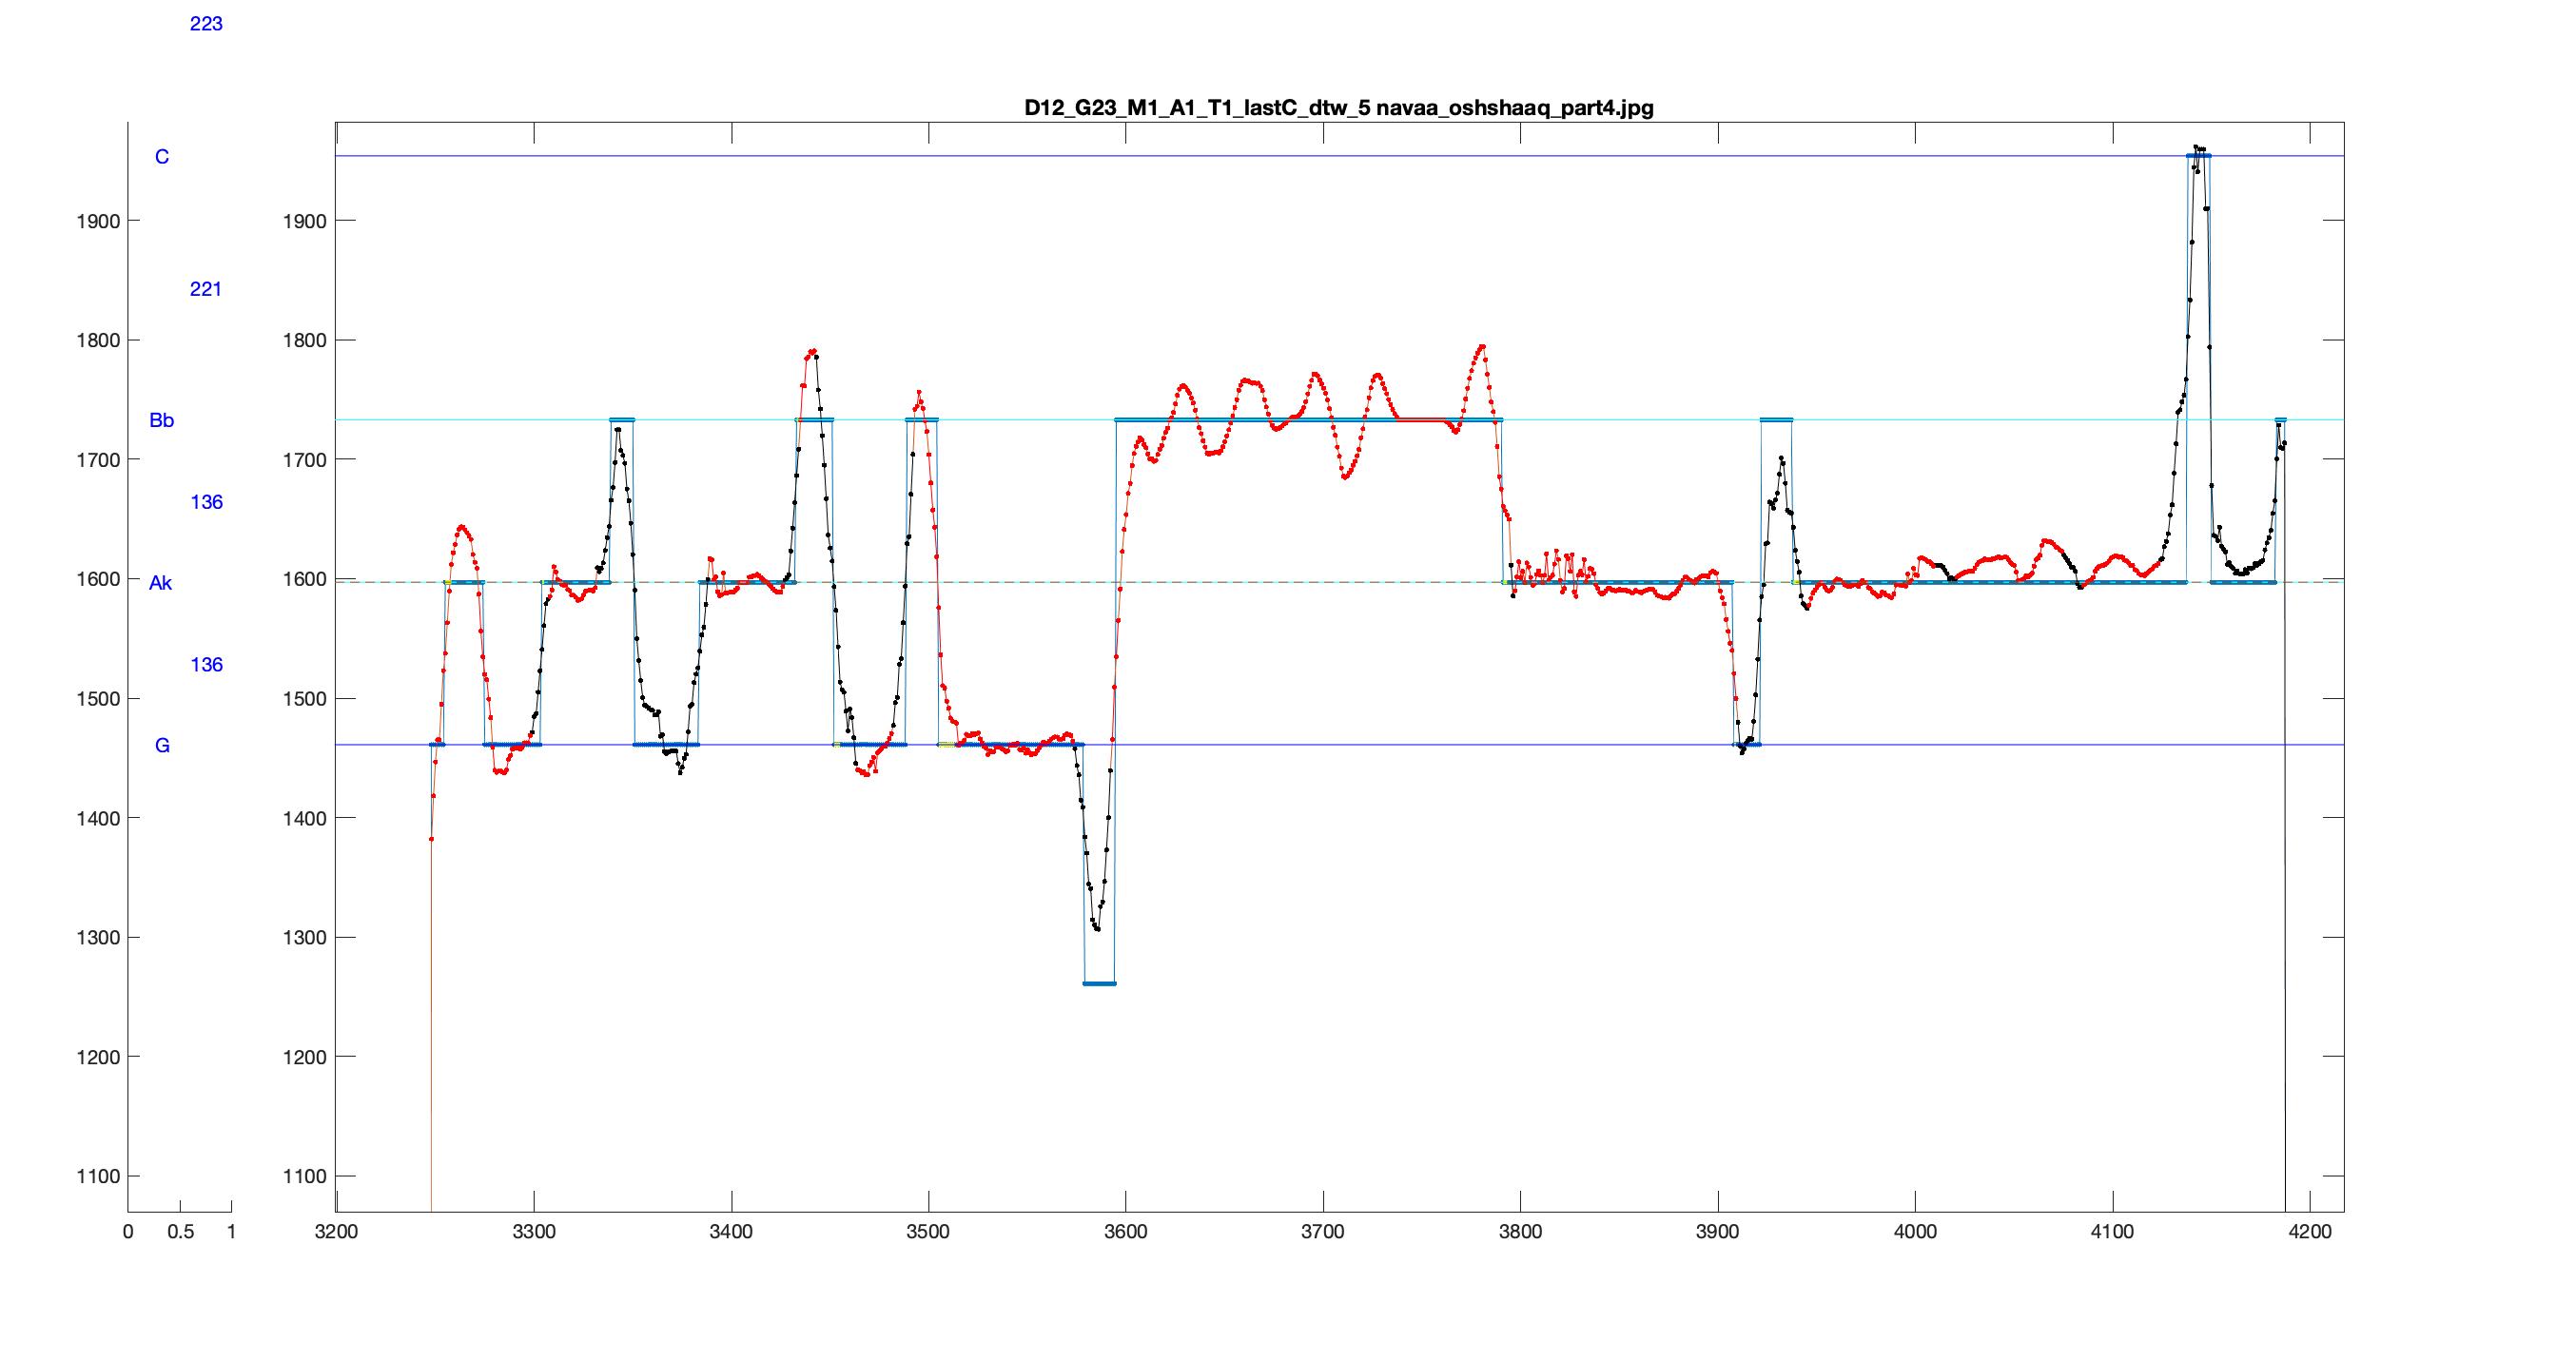 223
D12_G23_M1_A1_T1_lastC_dtw_5 navaa_oshshaaq_part4.jpg
C
1900 1900
221
1800 1800
Bb
1700 1700
136
1600 1600
Ak
136
1500 1500
G
1400 1400
1300 1300
1200 1200
1100 1100
0 0.5 1 3200 3300 3400 3500 3600 3700 3800 3900 4000 4100 4200